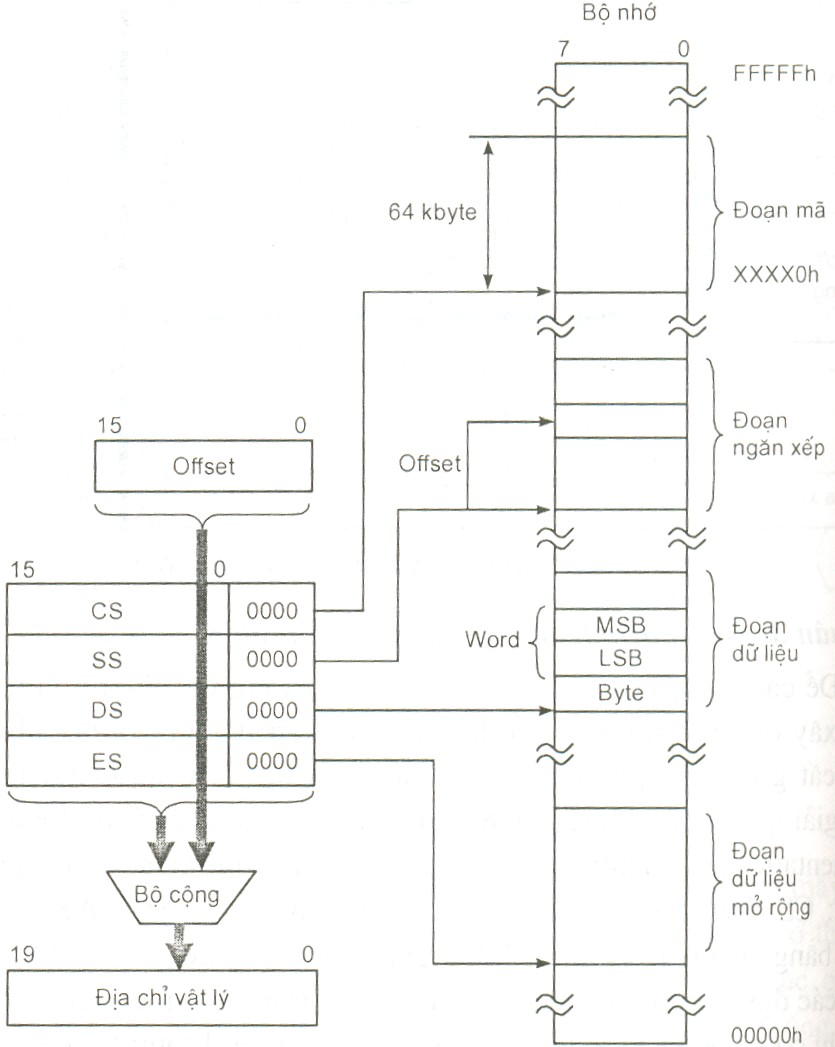 Bộ nhớ
7 0
FFFFFh
64 kbyte
Đoạn mã
XXXX0h
15 0
Offset
Offset
Đoạn
ngăn xếp
15 0
CS 0000
SS 0000
DS 0000
ES 0000
Word
MSB
LSB
Byte
Đoạn
dữ liệu
Bộ cộng
Đoạn
dữ liệu
mở rộng
19 0
Địa chỉ vật lý
00000h